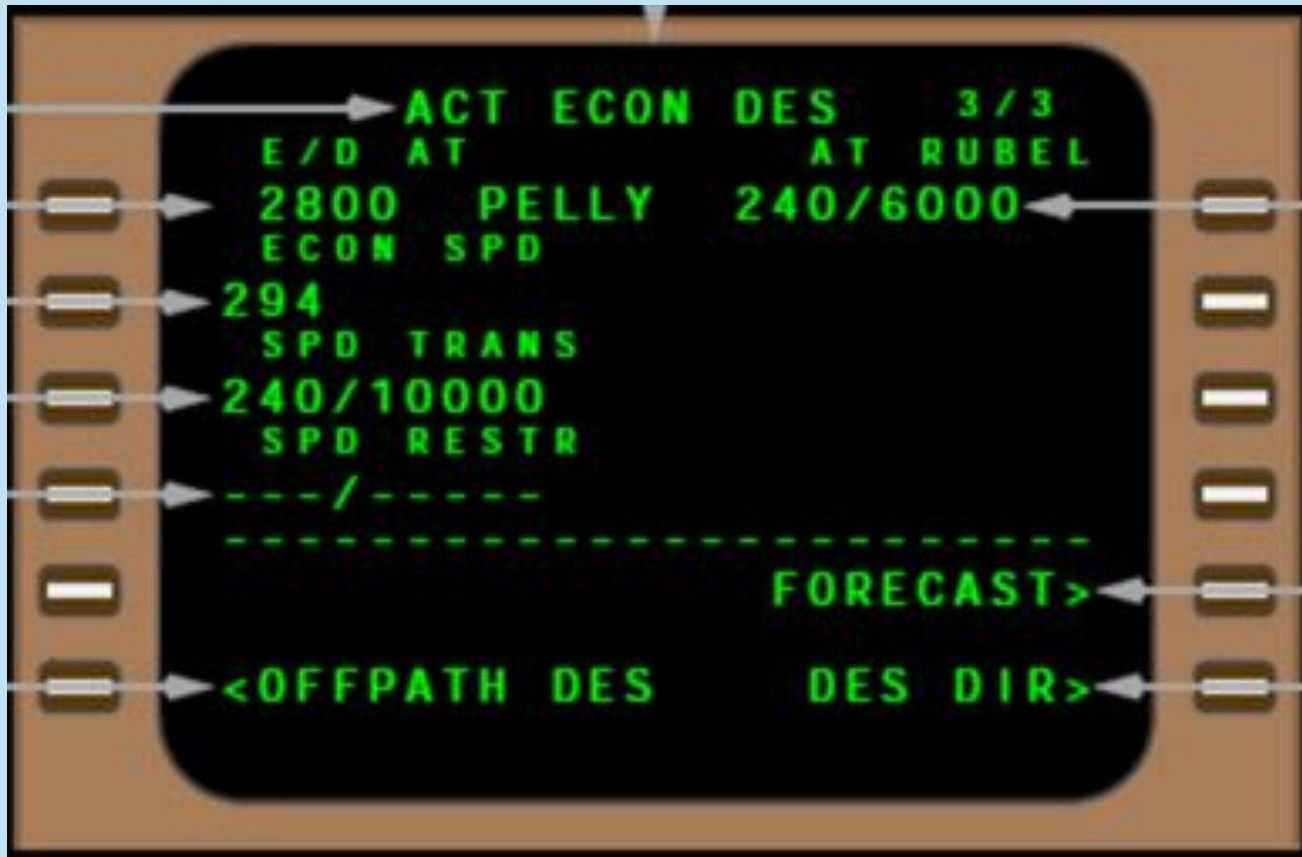 ACT ECON DES 3/3
E/D AT AT RUBEL
2800 PELLY 240/6000
ECON SPD
294
SPD TRANS
240/10000
SPD RESTR
---/-----
------------------------
FORECAST>
<OFFPATH DES DES DIR>